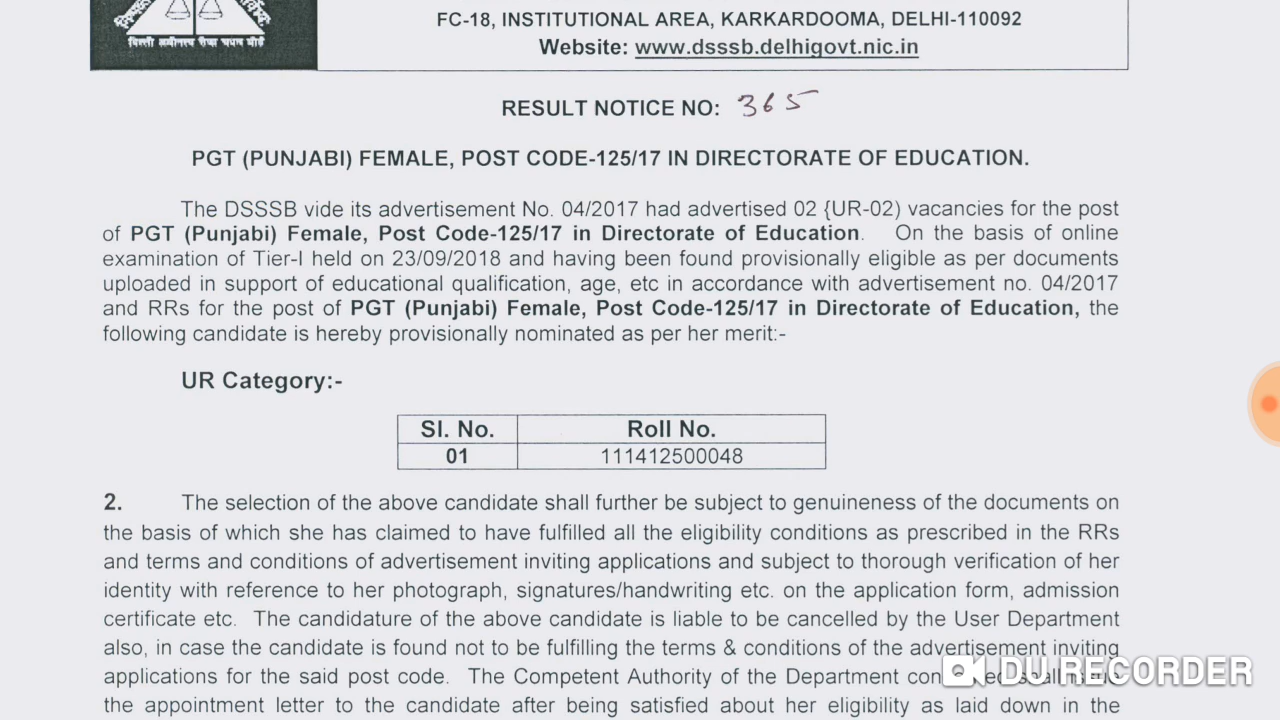 FC-18, INSTITUTIONAL AREA, KARKARDOOMA, DELHI-110092
Website: www.dsssb.delhigovt.nic.in
RESULT NOTICE NO: 365
PGT (PUNJABI) FEMALE, POST CODE-125/17 IN DIRECTORATE OF EDUCATION.
The DSSSB vide its advertisement No. 04/2017 had advertised 02 {UR-02) vacancies for the post
of PGT (Punjabi) Female, Post Code-125/17 in Directorate of Education. On the basis of online
examination of Tier-I held on 23/09/2018 and having been found provisionally eligible as per documents
uploaded in support of educational qualification, age, etc in accordance with advertisement no. 04/2017
and RRs for the post of PGT (Punjabi) Female, Post Code-125/17 in Directorate of Education, the
following candidate is hereby provisionally nominated as per her merit:-
UR Category:-
Sl. No. Roll No.
01 111412500048
2. The selection of the above candidate shall further be subject to genuineness of the documents on
the basis of which she has claimed to have fulfilled all the eligibility conditions as prescribed in the RRs
and terms and conditions of advertisement inviting applications and subject to thorough verification of her
identity with reference to her photograph, signatures/handwriting etc. on the application form, admission
certificate etc. The candidature of the above candidate is liable to be cancelled by the User Department
also, in case the candidate is found not to be fulfilling the terms & conditions of the advertisement inviting
applications for the said post code. The Competent Authority of the Department
the appointment letter to the candidate after being satisfied about her eligibility as laid down in the
DU RECORDER